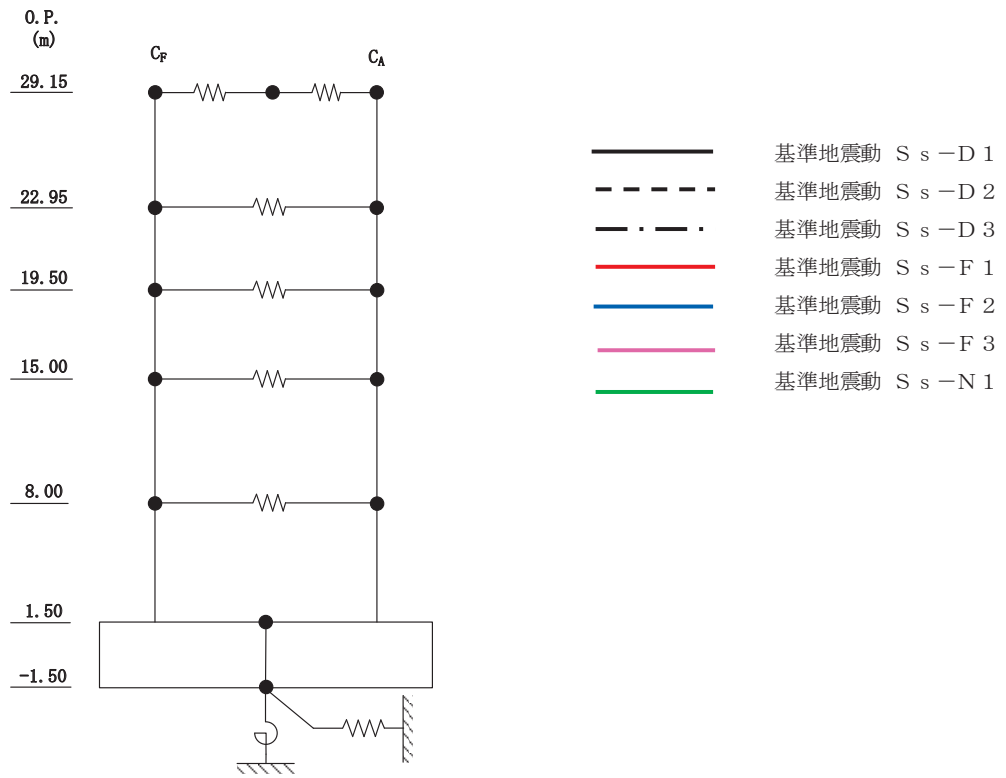 O.P.
(m)
C_F
C_A
29.15
22.95
19.50
15.00
8.00
1.50
-1.50
基準地震動 Ｓｓ－Ｄ１
基準地震動 Ｓｓ－Ｄ２
基準地震動 Ｓｓ－Ｄ３
基準地震動 Ｓｓ－Ｆ１
基準地震動 Ｓｓ－Ｆ２
基準地震動 Ｓｓ－Ｆ３
基準地震動 Ｓｓ－Ｎ１